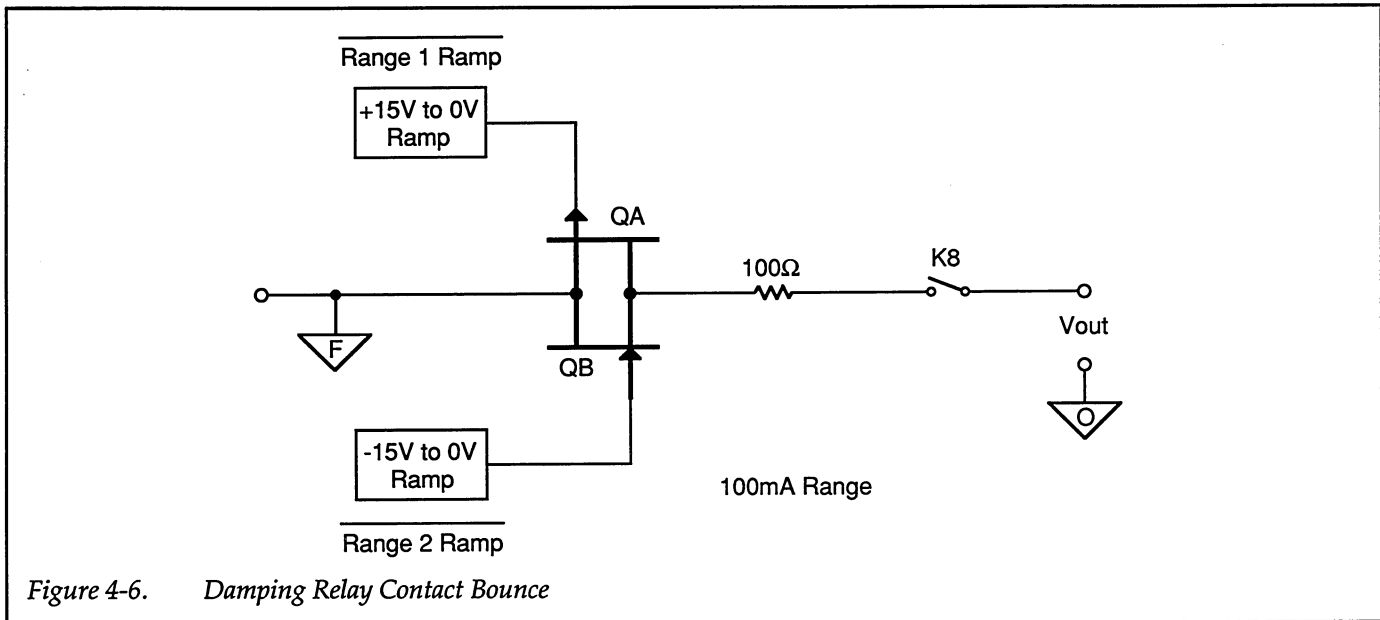 Range 1 Ramp
+15V to 0V
Ramp
QA
100Ω
K8
Vout
F
QB
O
-15V to 0V
Ramp
100mA Range
Range 2 Ramp
Figure 4-6. Damping Relay Contact Bounce